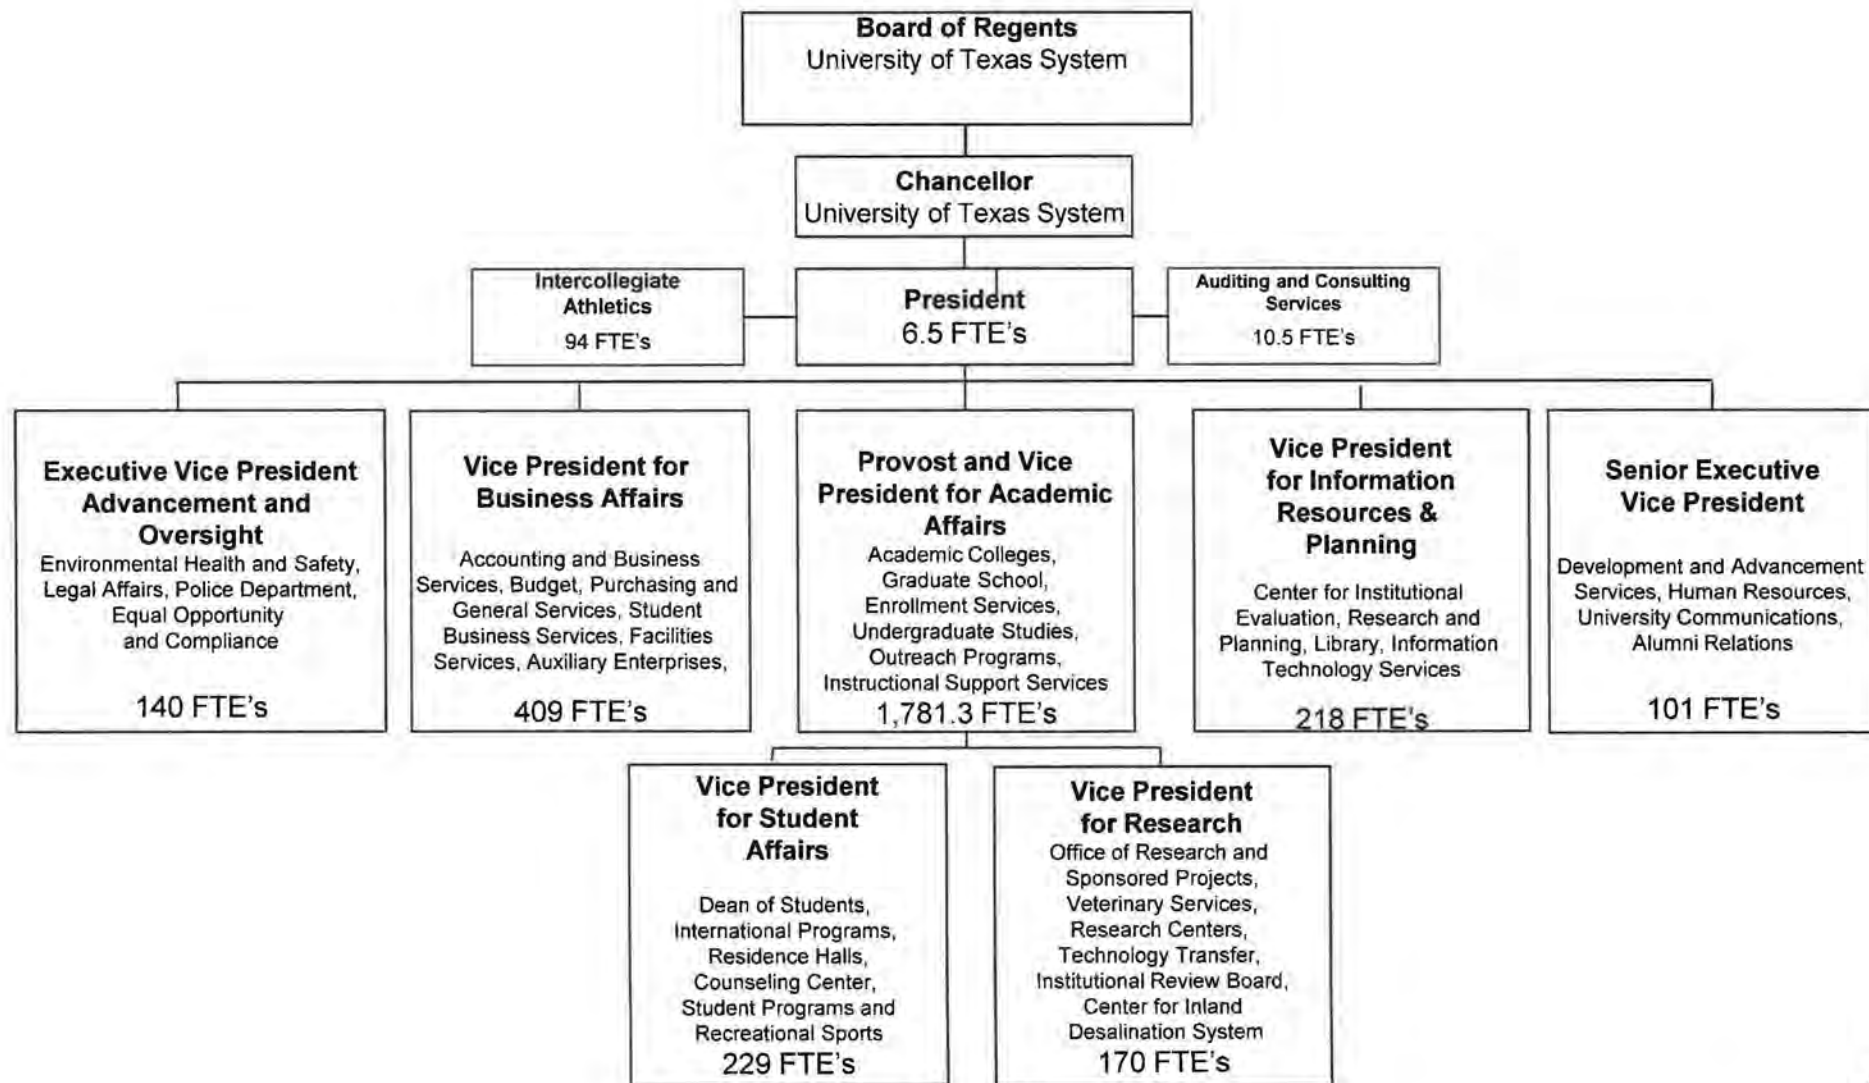 Board of Regents
University of Texas System
Chancellor
University of Texas System
Intercollegiate
Athletics
94 FTE's
President
6.5 FTE's
Auditing and Consulting
Services
10.5 FTE's
Executive Vice President
Advancement and
Oversight
Environmental Health and Safety,
Legal Affairs, Police Department,
Equal Opportunity
and Compliance
140 FTE's
Vice President for
Business Affairs
Accounting and Business
Services, Budget, Purchasing and
General Services, Student
Business Services, Facilities
Services, Auxiliary Enterprises,
409 FTE's
Provost and Vice
President for Academic
Affairs
Academic Colleges,
Graduate School,
Enrollment Services,
Undergraduate Studies,
Outreach Programs,
Instructional Support Services
1,781.3 FTE's
Vice President
for Information
Resources &
Planning
Center for Institutional
Evaluation, Research and
Planning, Library, Information
Technology Services
218 FTE's
Senior Executive
Vice President
Development and Advancement
Services, Human Resources,
University Communications,
Alumni Relations
101 FTE's
Vice President
for Student
Affairs
Dean of Students,
International Programs,
Residence Halls,
Counseling Center,
Student Programs and
Recreational Sports
229 FTE's
Vice President
for Research
Office of Research and
Sponsored Projects,
Veterinary Services,
Research Centers,
Technology Transfer,
Institutional Review Board,
Center for Inland
Desalination System
170 FTE's